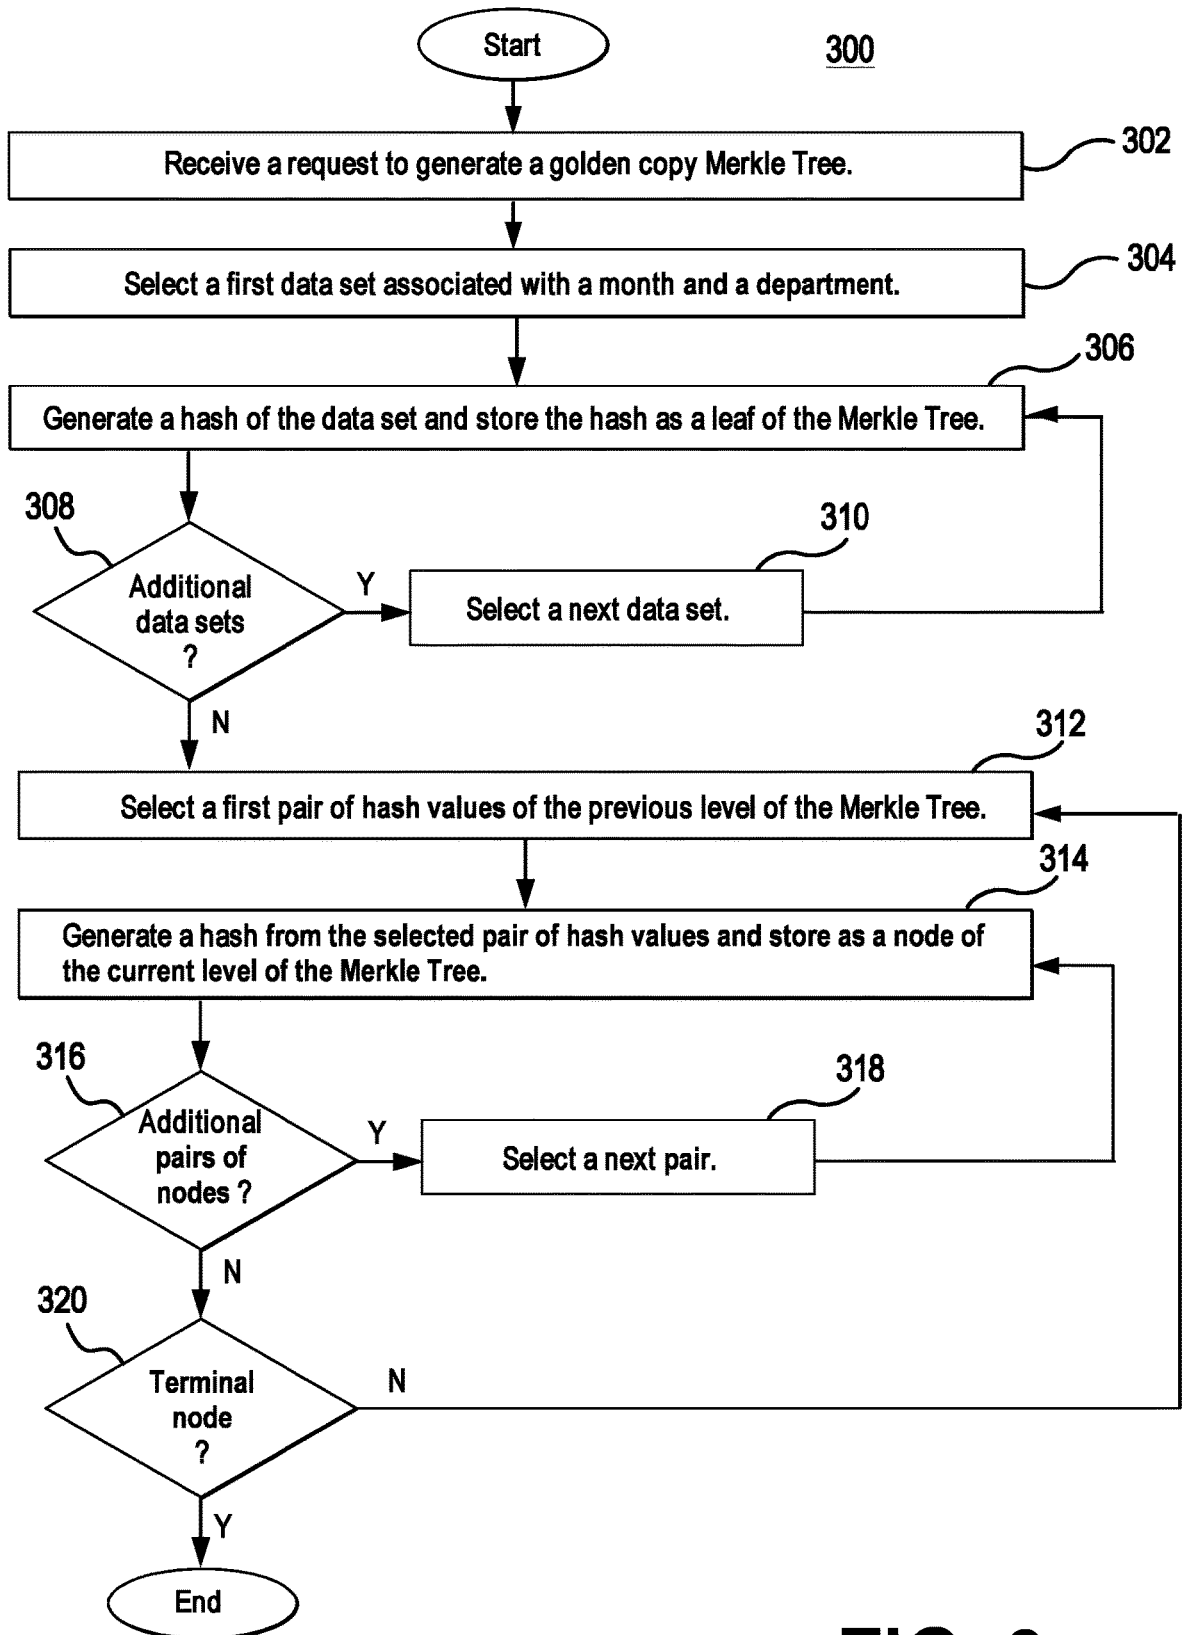 Start
300
Receive a request to generate a golden copy Merkle Tree.
302
Select a first data set associated with a month and a department.
304
306
Generate a hash of the data set and store the hash as a leaf of the Merkle Tree.
308
310
Additional
data sets
?
Y
Select a next data set.
N
312
Select a first pair of hash values of the previous level of the Merkle Tree.
314
Generate a hash from the selected pair of hash values and store as a node of
the current level of the Merkle Tree.
316
318
Additional
pairs of
nodes ?
Y
Select a next pair.
N
320
Terminal
node
?
N
Y
End